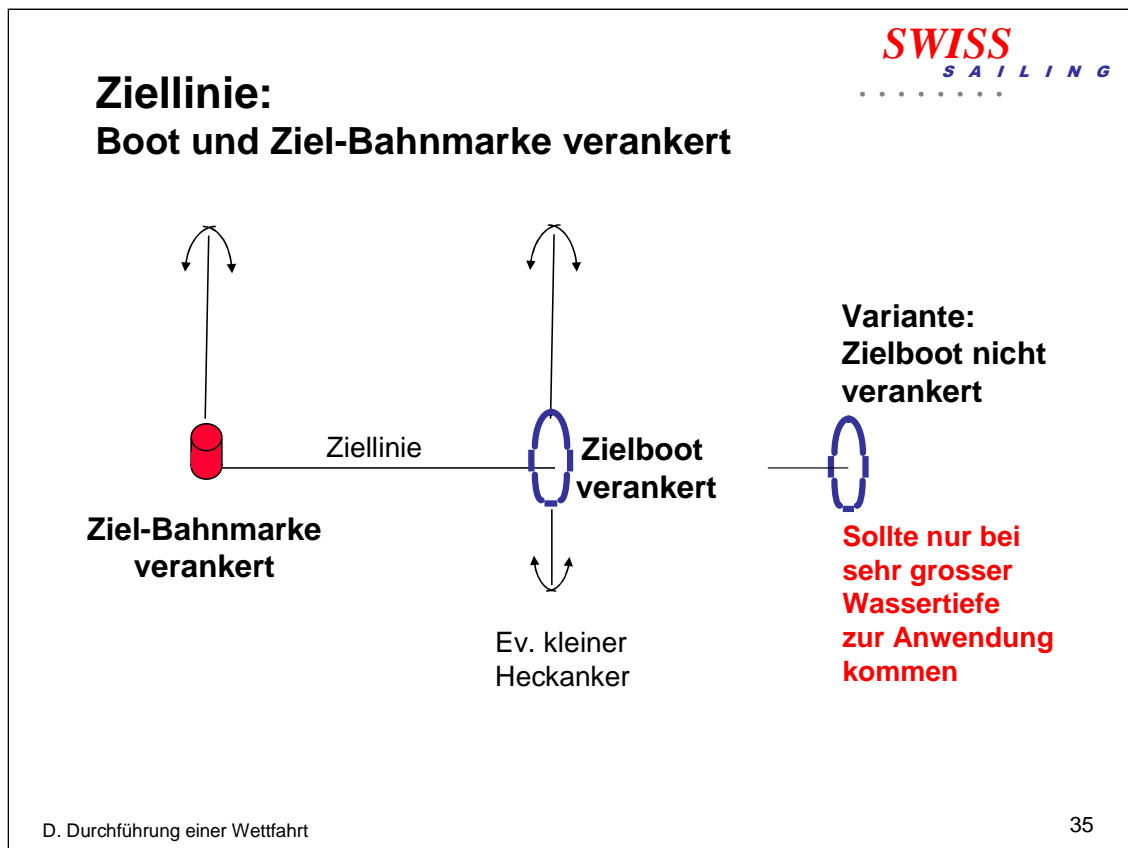 SWISS
SAILING
Ziellinie:
Boot und Ziel-Bahnmarke verankert
Variante:
Zielboot nicht
verankert
Ziellinie
Zielboot
verankert
Ziel-Bahnmarke
verankert
Sollte nur bei
sehr grosser
Wassertiefe
zur Anwendung
kommen
Ev. kleiner
Heckanker
D. Durchführung einer Wettfahrt
35